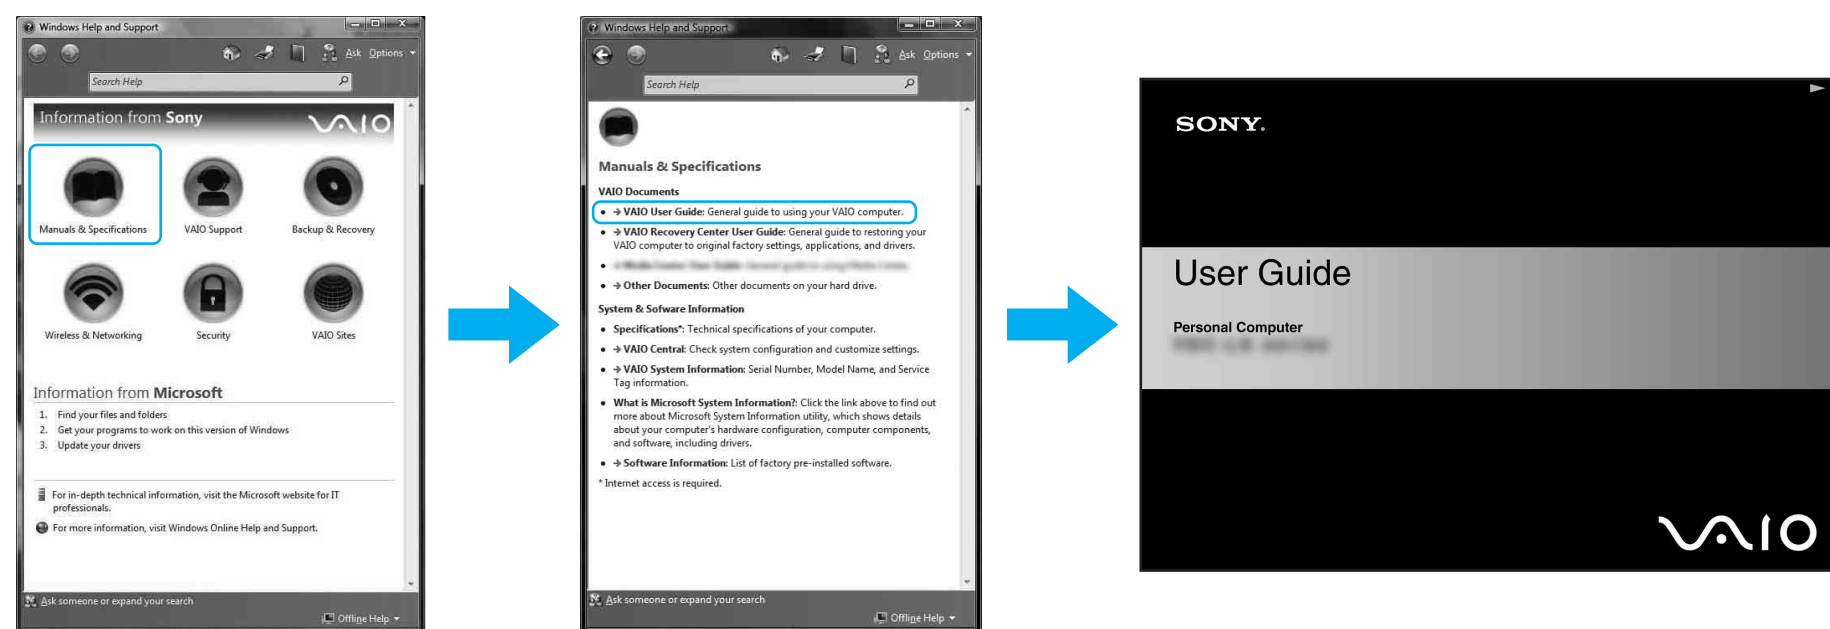 Windows Help and Support
Ask Options
Search Help
Information from Sony
VAIO
Manuals & Specifications
VAIO Support
Backup & Recovery
Wireless & Networking
Security
VAIO Sites
Information from Microsoft
1. Find your files and folders
2. Get your programs to work on this version of Windows
3. Update your drivers
For in-depth technical information, visit the Microsoft website for IT
professionals.
For more information, visit Windows Online Help and Support.
Ask someone or expand your search
Offline Help
Windows Help and Support
Ask Options
Search Help
Manuals & Specifications
VAIO Documents
• → VAIO User Guide: General guide to using your VAIO computer.
• → VAIO Recovery Center User Guide: General guide to restoring your
VAIO computer to original factory settings, applications, and drivers.
• → Other Documents: Other documents on your hard drive.
System & Sofware Information
• Specifications*: Technical specifications of your computer.
• → VAIO Central: Check system configuration and customize settings.
• → VAIO System Information: Serial Number, Model Name, and Service
Tag information.
• What is Microsoft System Information?: Click the link above to find out
more about Microsoft System Information utility, which shows details
about your computer's hardware configuration, computer components,
and software, including drivers.
• → Software Information: List of factory pre-installed software.
* Internet access is required.
Ask someone or expand your search
Offline Help
SONY.
User Guide
Personal Computer
VAIO